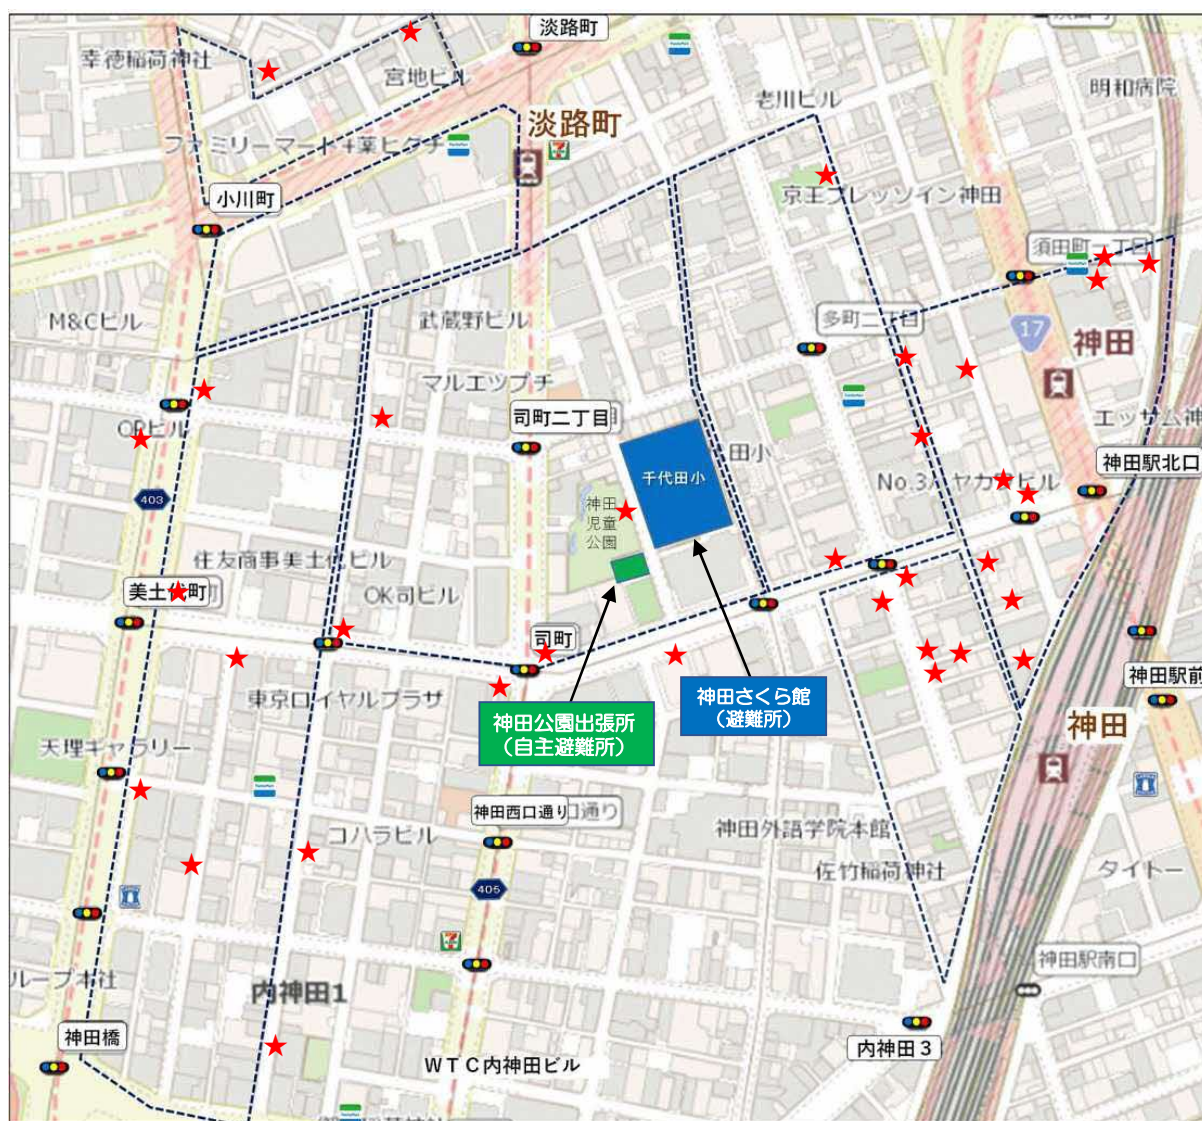 淡路町
幸徳稲荷神社
宮地ビル
明和病院
老川ビル
淡路町
ファミリーマート+薬ヒグチ
小川町
京王プレッソイン神田
須田町一丁目
M&Cビル
武蔵野ビル
多町二丁目
17
神田
マルエツプチ
エッサム神
司町二丁目
ORビル
田小
神田駅北口
千代田小
403
神田
児童
公園
住友商事美土代ビル
美土代町
OK司ビル
司町
神田駅前
東京ロイヤルプラザ
神田さくら館
(避難所)
神田公園出張所
(自主避難所)
神田
天理ギャラリー
神田西口通り
口通り
コハラビル
神田外語学院本館
佐竹稲荷神社
タイトー
405
神田駅南口
ループ本社
内神田1
神田橋
内神田3
WTC内神田ビル